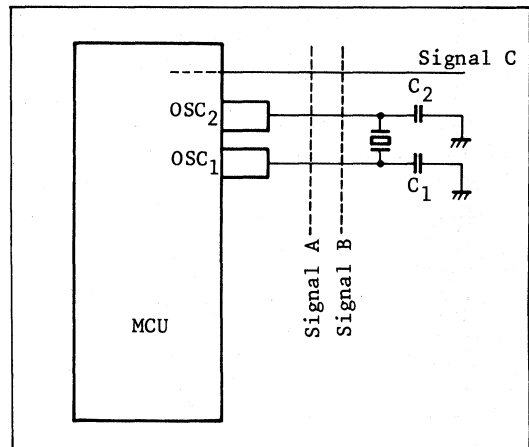 Signal C
C₂
OSC₂
OSC₁
C₁
Signal A
Signal B
MCU